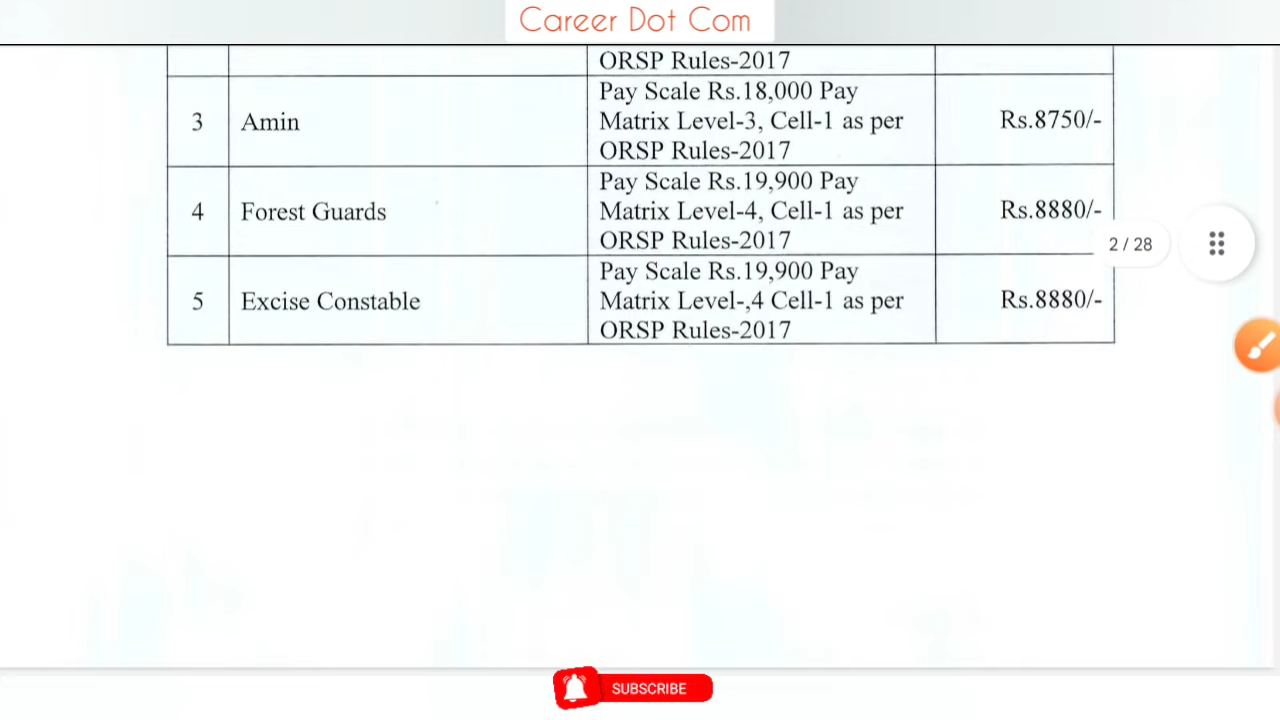 Career Dot Com
ORSP Rules-2017
Pay Scale Rs.18,000 Pay
3 Amin Matrix Level-3, Cell-1 as per Rs.8750/-
ORSP Rules-2017
Pay Scale Rs.19,900 Pay
4 Forest Guards Matrix Level-4, Cell-1 as per Rs.8880/-
ORSP Rules-2017
2 / 28
Pay Scale Rs.19,900 Pay
5 Excise Constable Matrix Level-,4 Cell-1 as per Rs.8880/-
ORSP Rules-2017
SUBSCRIBE